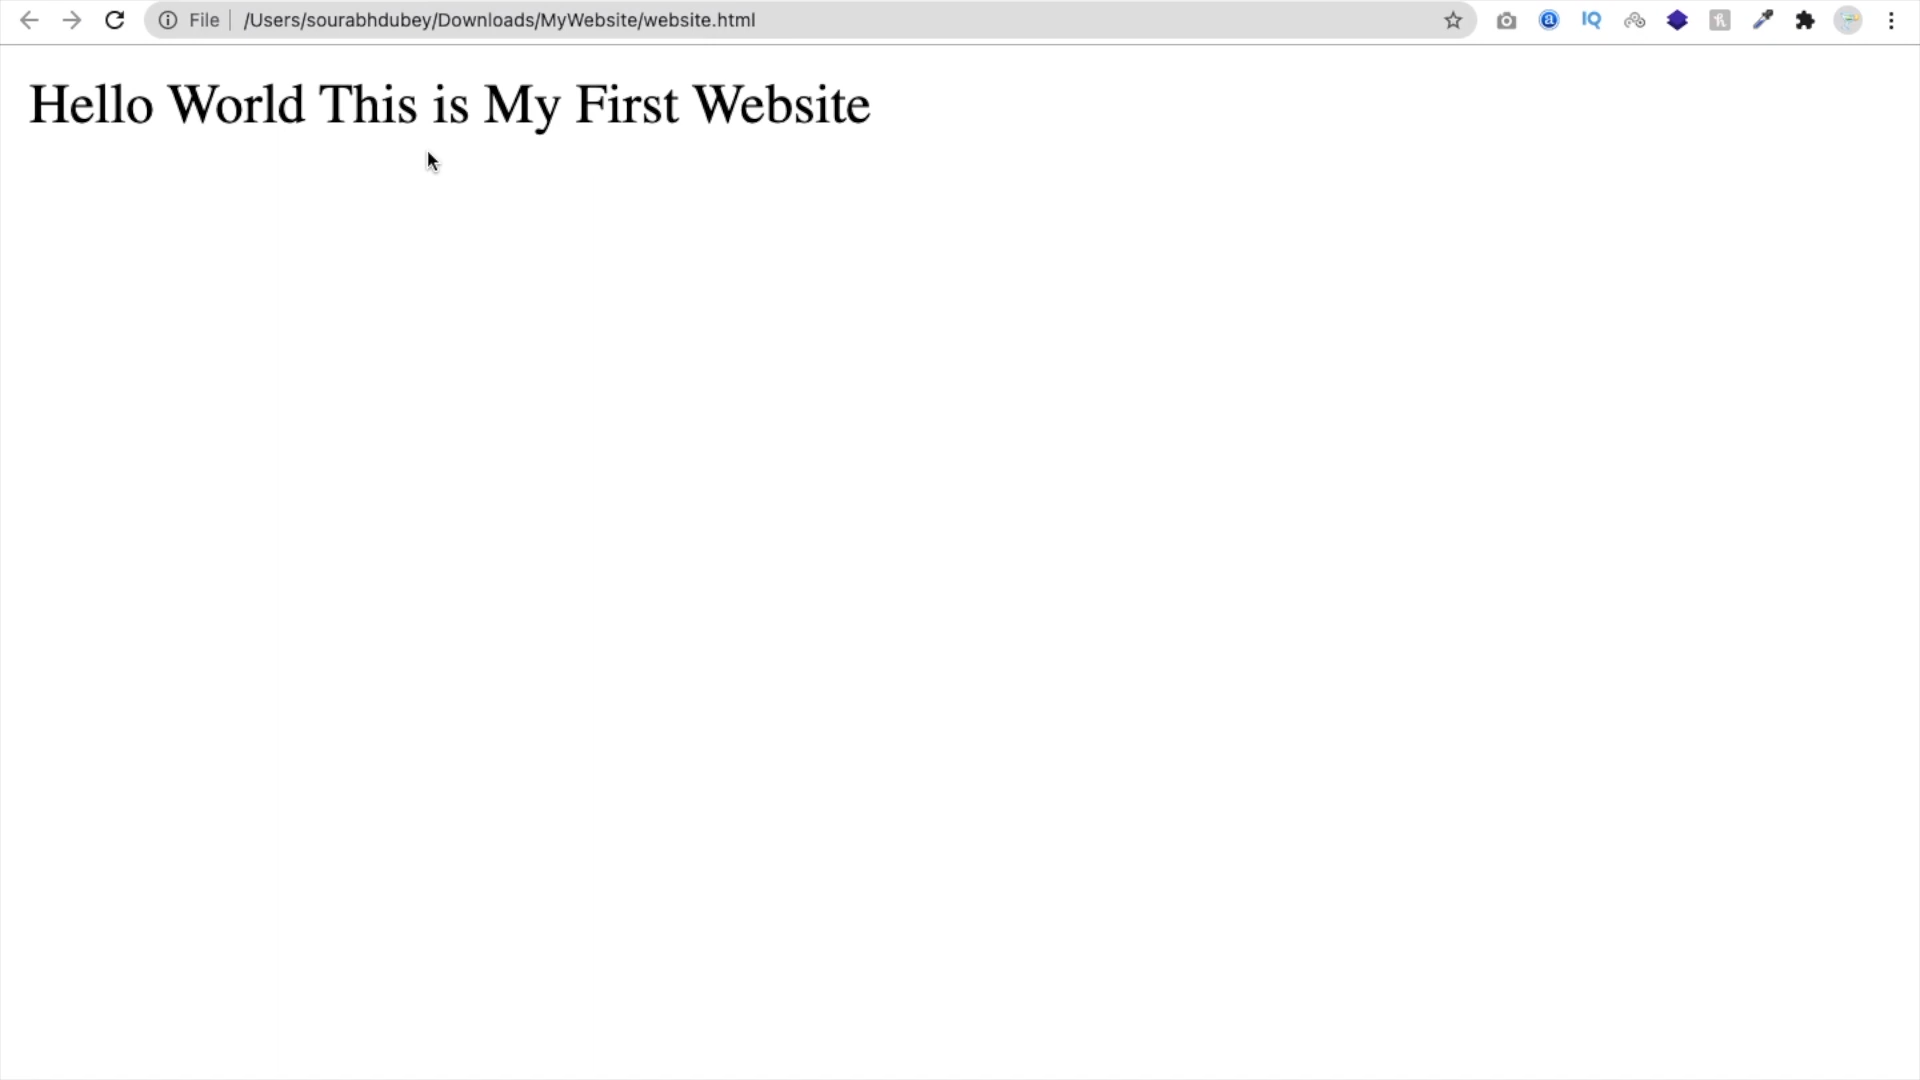 File /Users/sourabhdubey/Downloads/MyWebsite/website.html
a
IQ
Hello World This is My First Website